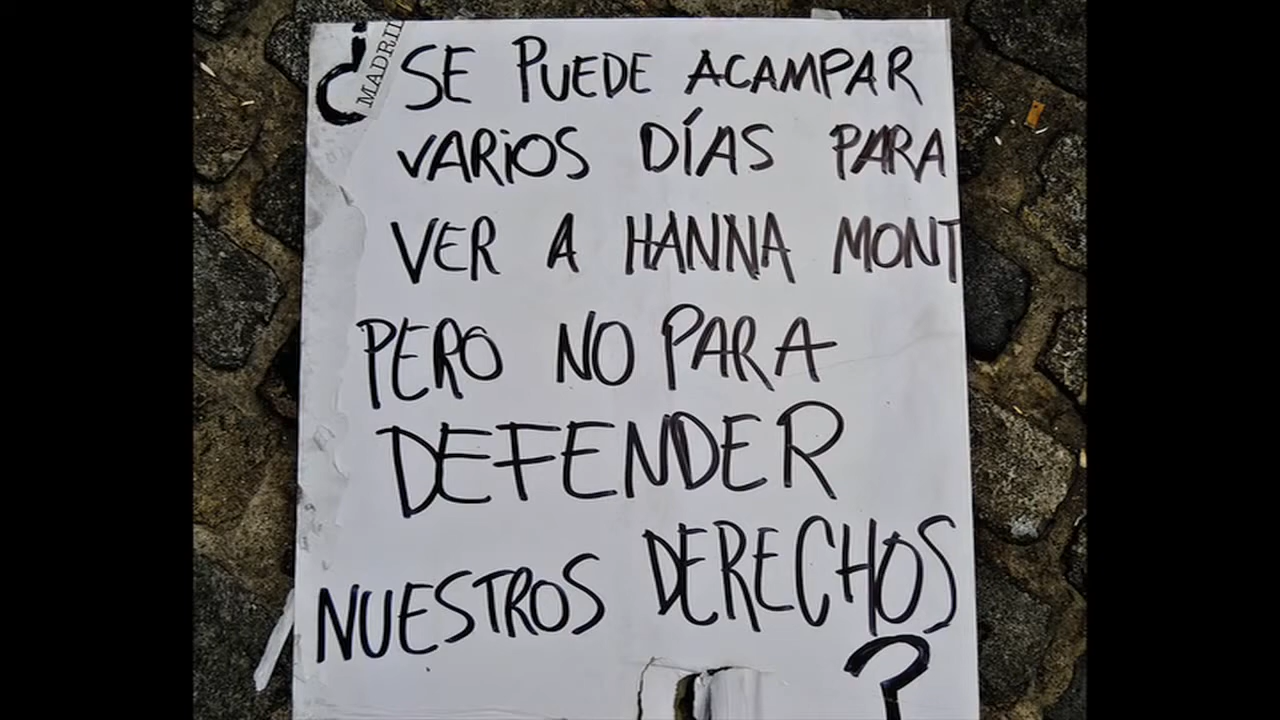 ¿SE PUEDE ACAMPAR
MADRID
VARIOS DÍAS PARA
VER A HANNA MONT
PERO NO PARA
DEFENDER
NUESTROS DERECHOS
?